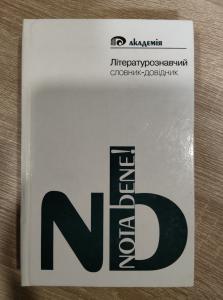 академія
Літературознавчий
СЛОВНИК-ДОВІДНИК
NB
NOTA BENE!